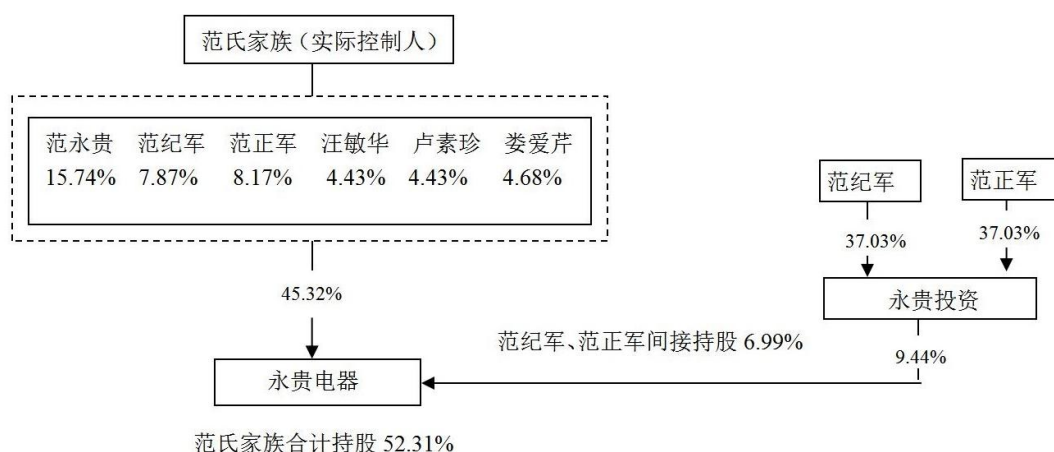 范氏家族（实际控制人）
范永贵 范纪军 范正军 汪敏华 卢素珍 娄爱芹
15.74% 7.87% 8.17% 4.43% 4.43% 4.68%
45.32%
范纪军 范正军
37.03% 37.03%
永贵投资
范纪军、范正军间接持股 6.99%
9.44%
永贵电器
范氏家族合计持股 52.31%